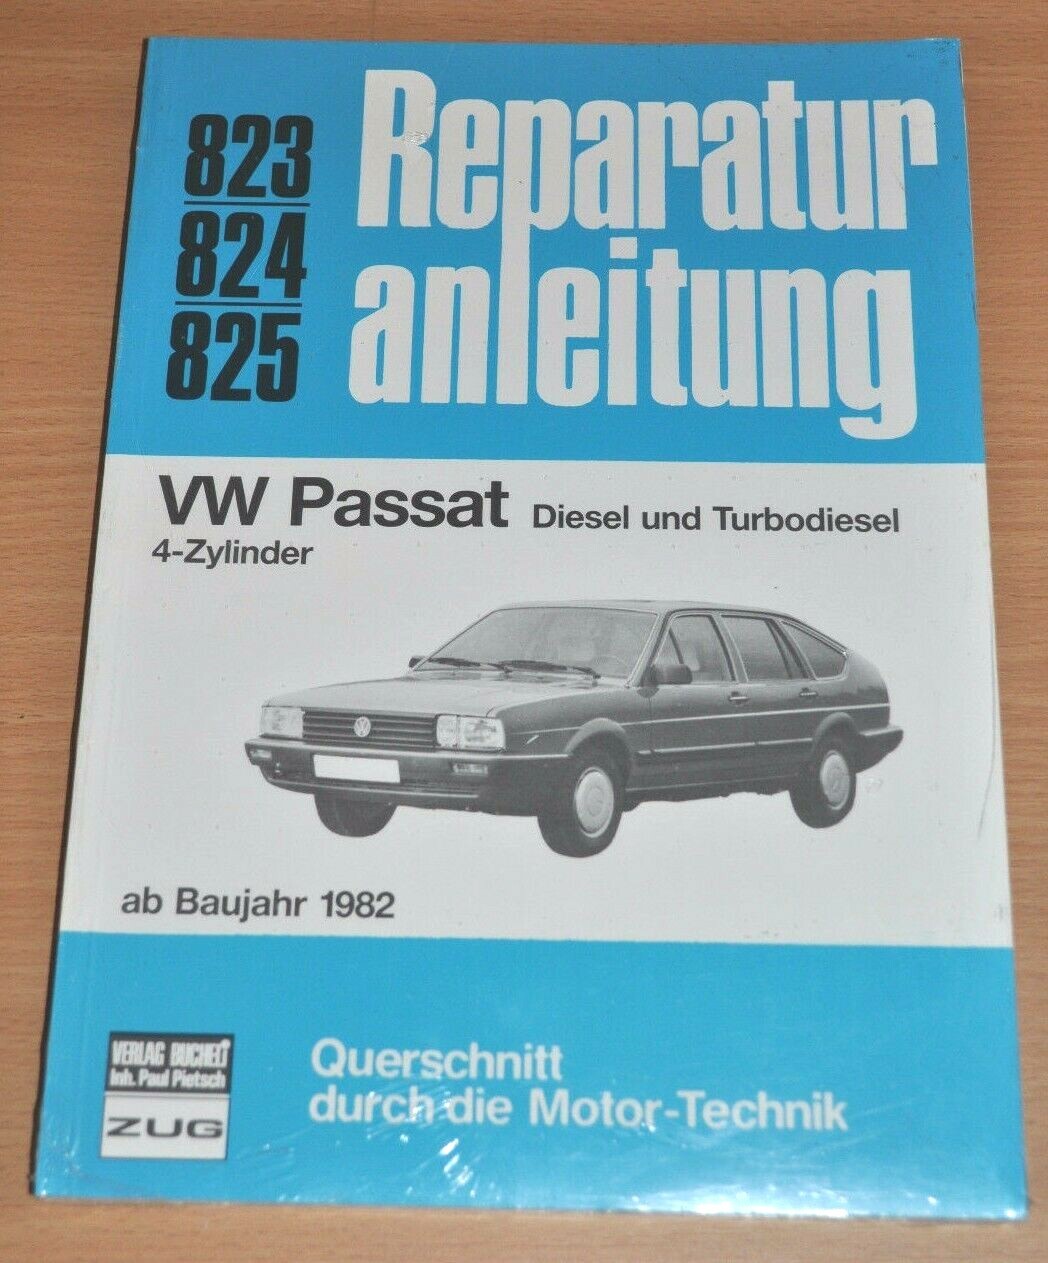 823
824
825
Reparatur
anleitung
VW Passat Diesel und Turbodiesel
4-Zylinder
ab Baujahr 1982
VERLAG BUCHELI
Inh. Paul Pietsch
ZUG
Querschnitt
durch die Motor-Technik